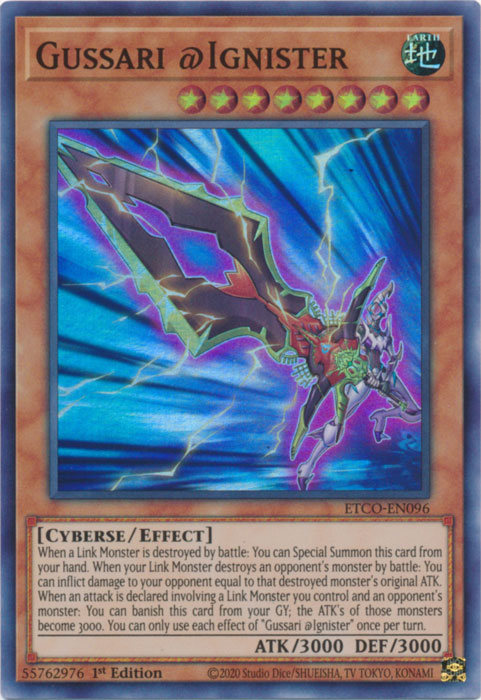 GUSSARI @IGNISTER
EARTH
地
ETCO-EN096
[CYBERSE/EFFECT]
When a Link Monster is destroyed by battle: You can Special Summon this card from
your hand. When your Link Monster destroys an opponent's monster by battle: You
can inflict damage to your opponent equal to that destroyed monster's original ATK.
When an attack is declared involving a Link Monster you control and an opponent's
monster: You can banish this card from your GY; the ATK's of those monsters
become 3000. You can only use each effect of "Gussari @Ignister" once per turn.
ATK/3000 DEF/3000
55762976 1st Edition ©2020 Studio Dice/SHUEISHA, TV TOKYO, KONAMI